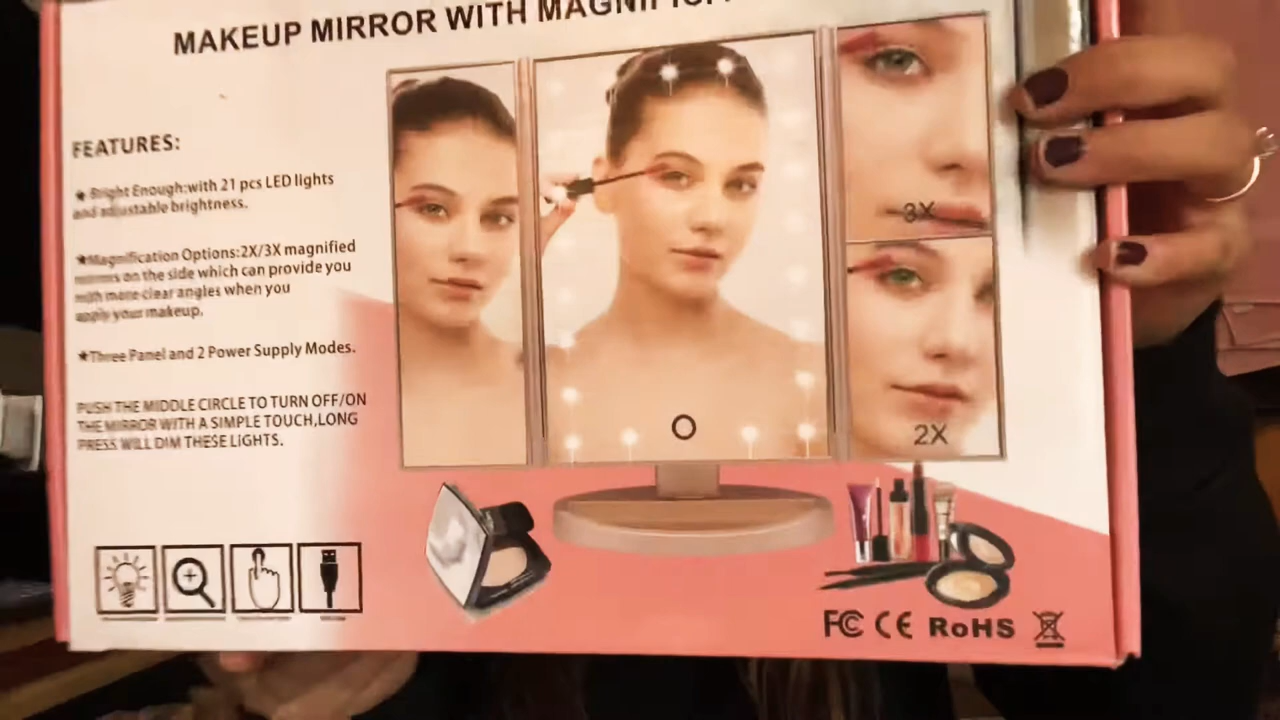 MAKEUP MIRROR WITH
FEATURES:
★ Bright Enough:with 21 pcs LED lights
and adjustable brightness.
★Magnification Options:2X/3X magnified
mirrors on the side which can provide you
with more clear angles when you
apply your makeup.
★Three Panel and 2 Power Supply Modes.
PUSH THE MIDDLE CIRCLE TO TURN OFF/ON
THE MIRROR WITH A SIMPLE TOUCH,LONG
PRESS WILL DIM THESE LIGHTS.
3X
2X
FC CE RoHS